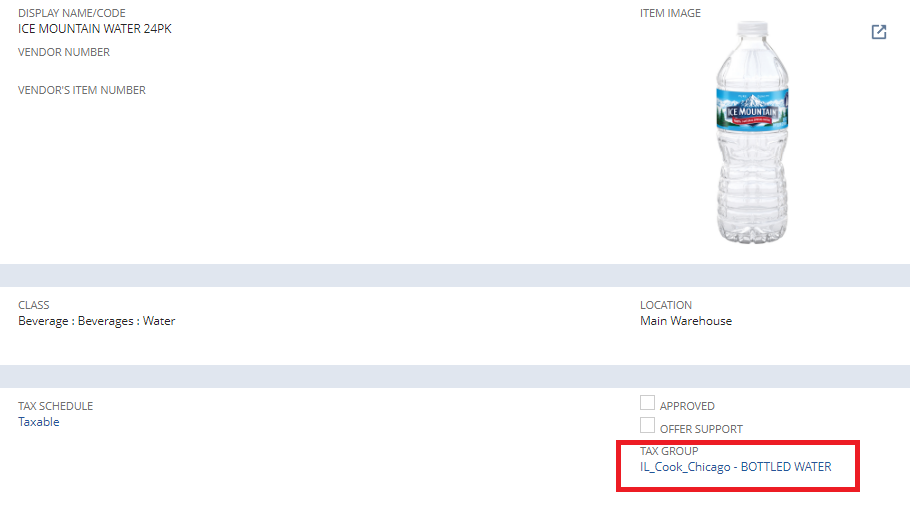 DISPLAY NAME/CODE
ICE MOUNTAIN WATER 24PK
VENDOR NUMBER
VENDOR'S ITEM NUMBER
ITEM IMAGE
ICE MOUNTAIN
CLASS
Beverage : Beverages : Water
LOCATION
Main Warehouse
TAX SCHEDULE
Taxable
APPROVED
OFFER SUPPORT
TAX GROUP
IL_Cook_Chicago - BOTTLED WATER